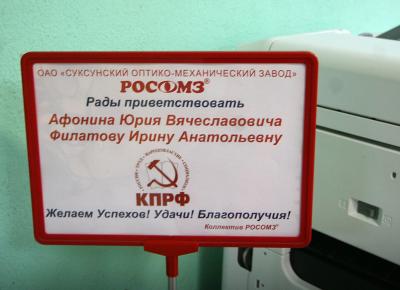 ОАО «СУКСУНСКИЙ ОПТИКО-МЕХАНИЧЕСКИЙ ЗАВОД»
РОСОМЗ®
Рады приветствовать
Афонина Юрия Вячеславовича
Филатову Ирину Анатольевну
КПРФ
Желаем Успехов! Удачи! Благополучия!
Коллектив РОСОМЗ®